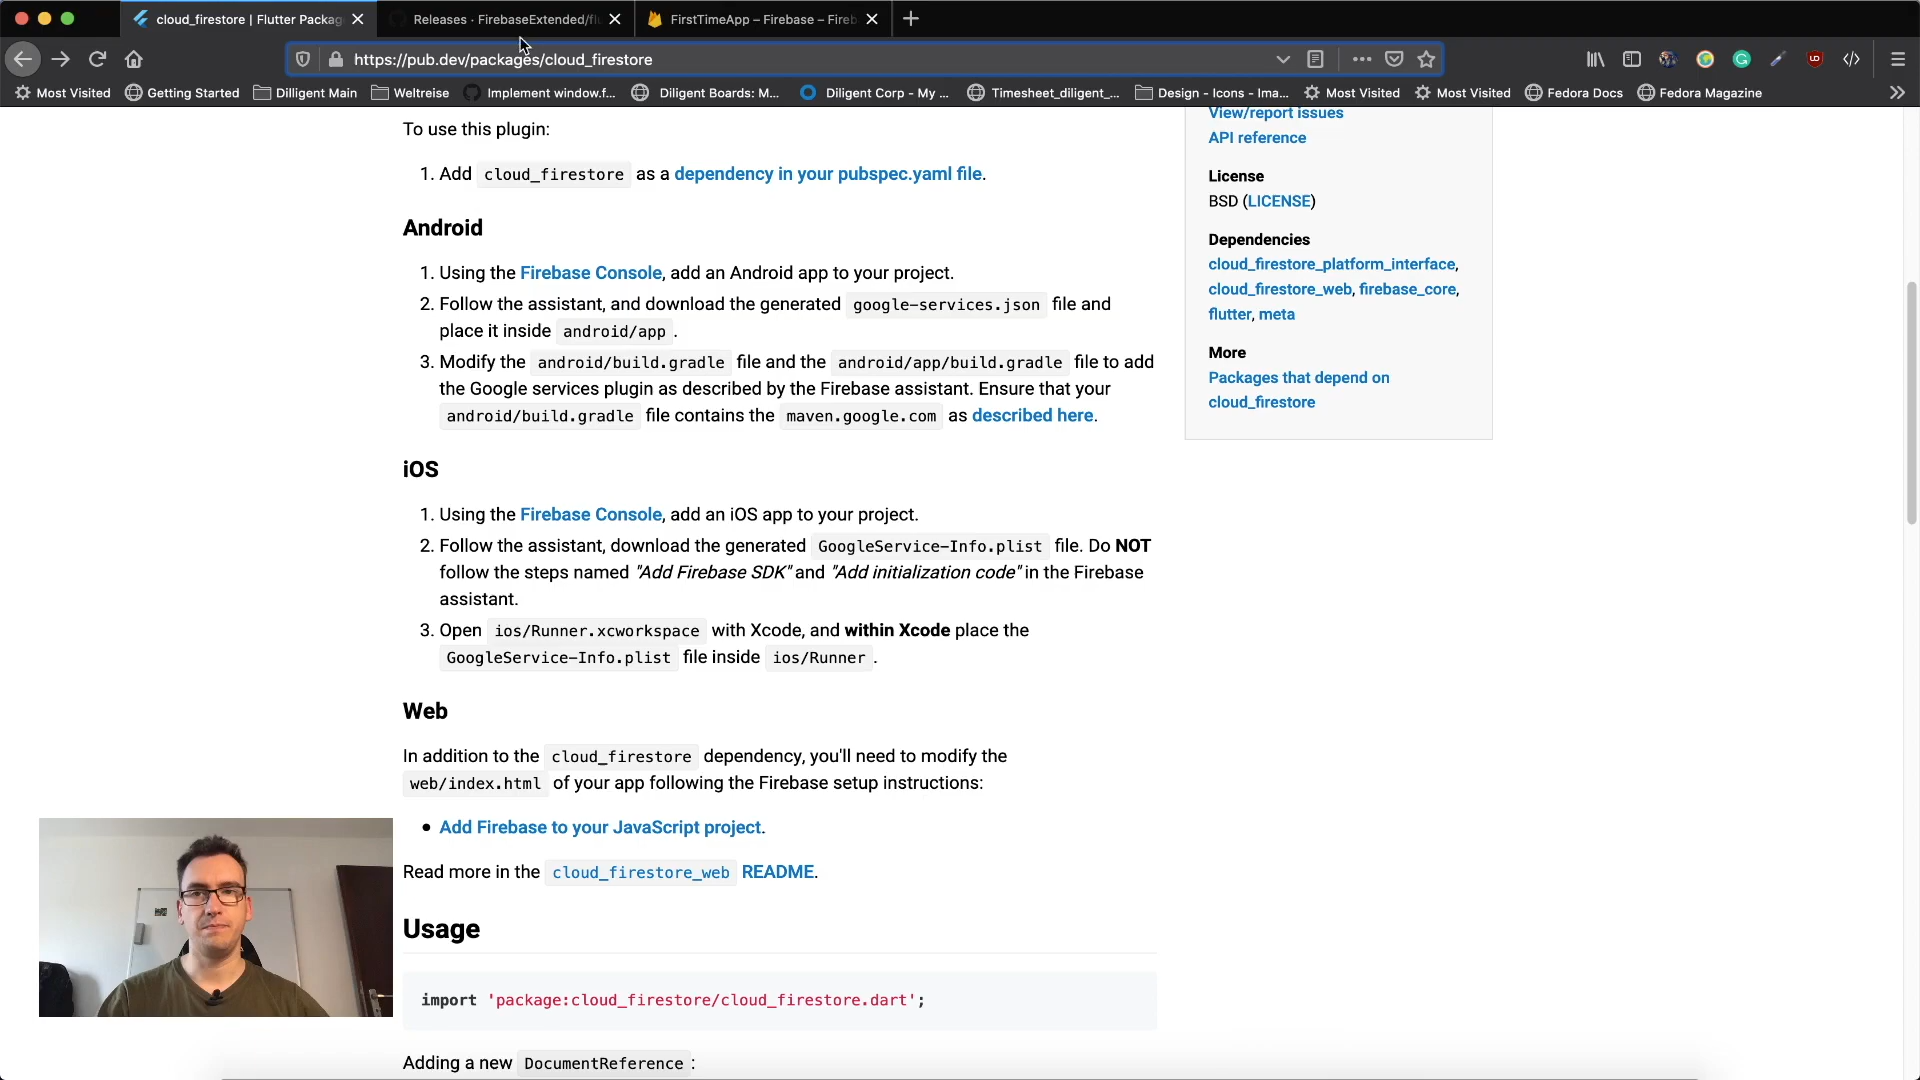 cloud_firestore | Flutter Packag
Releases · FirebaseExtended/fl
FirstTimeApp – Firebase – Fireb
https://pub.dev/packages/cloud_firestore
Most Visited
Getting Started
Dilligent Main
Weltreise
Implement window.f...
Diligent Boards: M...
Diligent Corp - My ...
Timesheet_diligent_...
Design - Icons - Ima...
Most Visited
Most Visited
Fedora Docs
Fedora Magazine
To use this plugin:
1. Add cloud_firestore as a dependency in your pubspec.yaml file.
Android
1. Using the Firebase Console, add an Android app to your project.
2. Follow the assistant, and download the generated google-services.json file and
place it inside android/app .
3. Modify the android/build.gradle file and the android/app/build.gradle file to add
the Google services plugin as described by the Firebase assistant. Ensure that your
android/build.gradle file contains the maven.google.com as described here.
iOS
1. Using the Firebase Console, add an iOS app to your project.
2. Follow the assistant, download the generated GoogleService-Info.plist file. Do NOT
follow the steps named "Add Firebase SDK" and "Add initialization code" in the Firebase
assistant.
3. Open ios/Runner.xcworkspace with Xcode, and within Xcode place the
GoogleService-Info.plist file inside ios/Runner .
Web
In addition to the cloud_firestore dependency, you'll need to modify the
web/index.html of your app following the Firebase setup instructions:
• Add Firebase to your JavaScript project.
Read more in the cloud_firestore_web README.
Usage
import 'package:cloud_firestore/cloud_firestore.dart';
Adding a new DocumentReference :
View/report issues
API reference
License
BSD (LICENSE)
Dependencies
cloud_firestore_platform_interface,
cloud_firestore_web, firebase_core,
flutter, meta
More
Packages that depend on
cloud_firestore